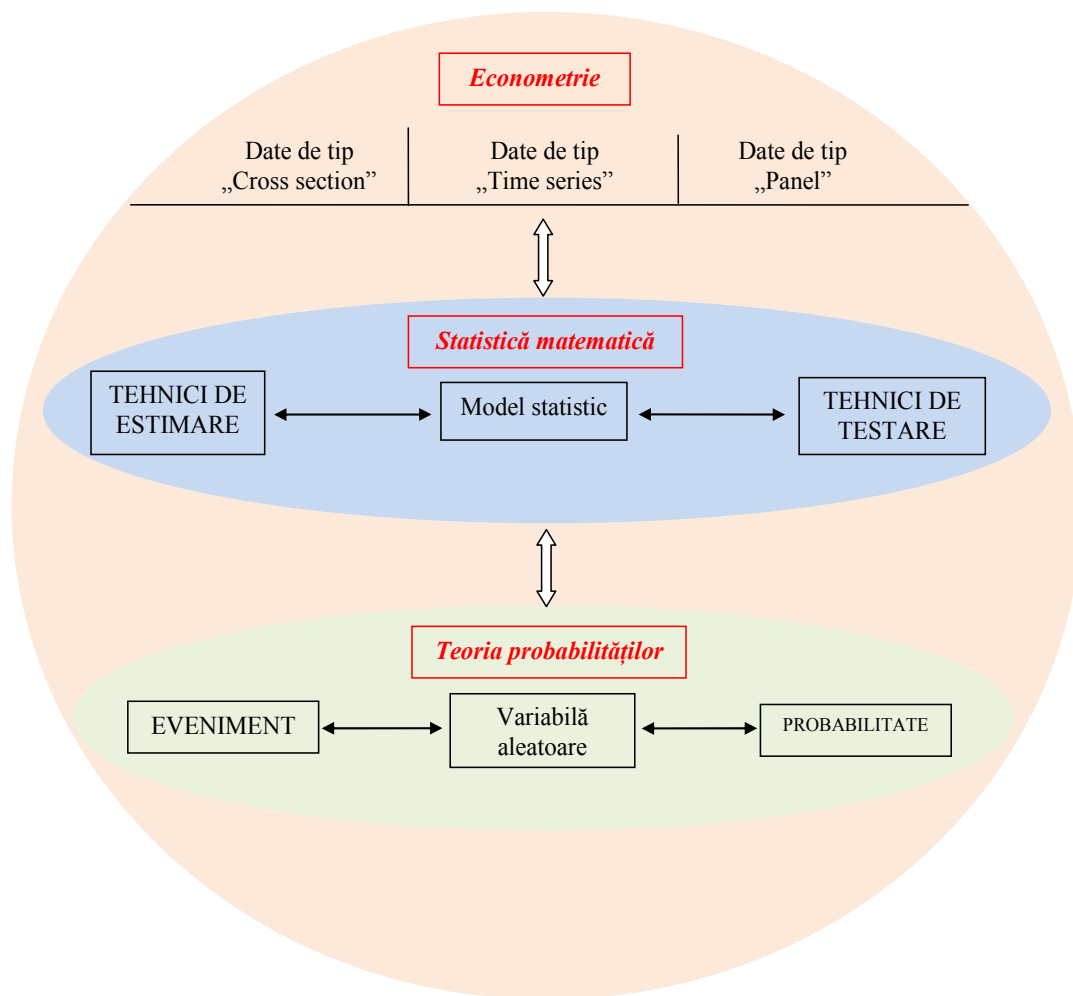 Econometrie
Date de tip
„Cross section”
Date de tip
„Time series”
Date de tip
„Panel”
Statistică matematică
TEHNICI DE
ESTIMARE
Model statistic
TEHNICI DE
TESTARE
Teoria probabilităților
EVENIMENT
Variabilă
aleatoare
PROBABILITATE